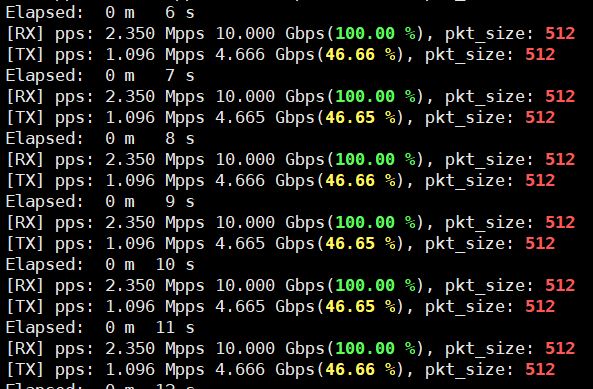 Elapsed:  0 m   6 s
[RX] pps: 2.350 Mpps 10.000 Gbps(100.00 %), pkt_size: 512
[TX] pps: 1.096 Mpps 4.666 Gbps(46.66 %), pkt_size: 512
Elapsed:  0 m   7 s
[RX] pps: 2.350 Mpps 10.000 Gbps(100.00 %), pkt_size: 512
[TX] pps: 1.096 Mpps 4.665 Gbps(46.65 %), pkt_size: 512
Elapsed:  0 m   8 s
[RX] pps: 2.350 Mpps 10.000 Gbps(100.00 %), pkt_size: 512
[TX] pps: 1.096 Mpps 4.666 Gbps(46.66 %), pkt_size: 512
Elapsed:  0 m   9 s
[RX] pps: 2.350 Mpps 10.000 Gbps(100.00 %), pkt_size: 512
[TX] pps: 1.096 Mpps 4.665 Gbps(46.65 %), pkt_size: 512
Elapsed:  0 m  10 s
[RX] pps: 2.350 Mpps 10.000 Gbps(100.00 %), pkt_size: 512
[TX] pps: 1.096 Mpps 4.665 Gbps(46.65 %), pkt_size: 512
Elapsed:  0 m  11 s
[RX] pps: 2.350 Mpps 10.000 Gbps(100.00 %), pkt_size: 512
[TX] pps: 1.096 Mpps 4.666 Gbps(46.66 %), pkt_size: 512
Elapsed:  0 m  12 s